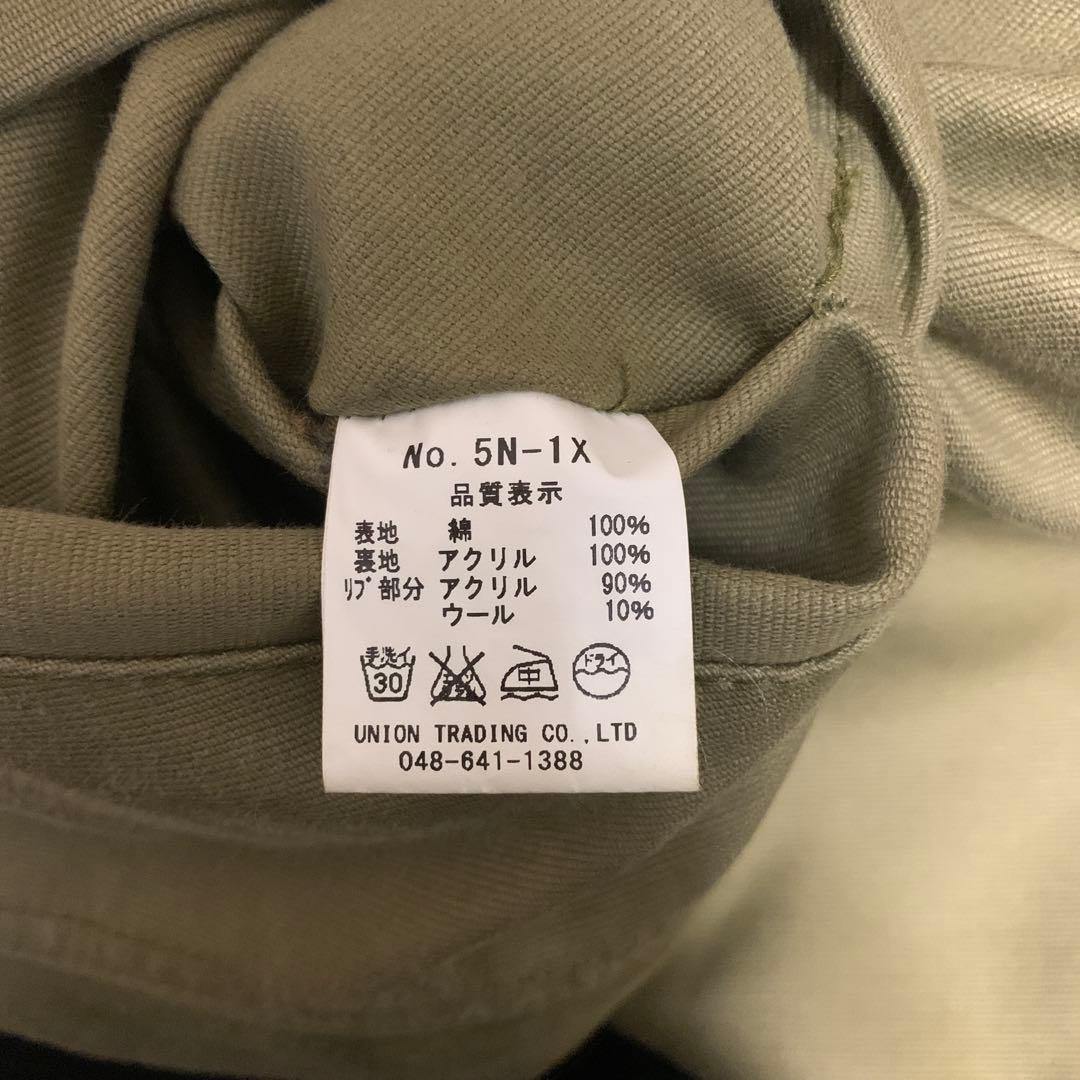 No. 5N-1X
品質表示
表地 綿 100%
裏地 アクリル 100%
ﾘﾌﾞ部分 アクリル 90%
ウール 10%
手洗イ 30 中 ドライ
UNION TRADING CO.,LTD
048-641-1388